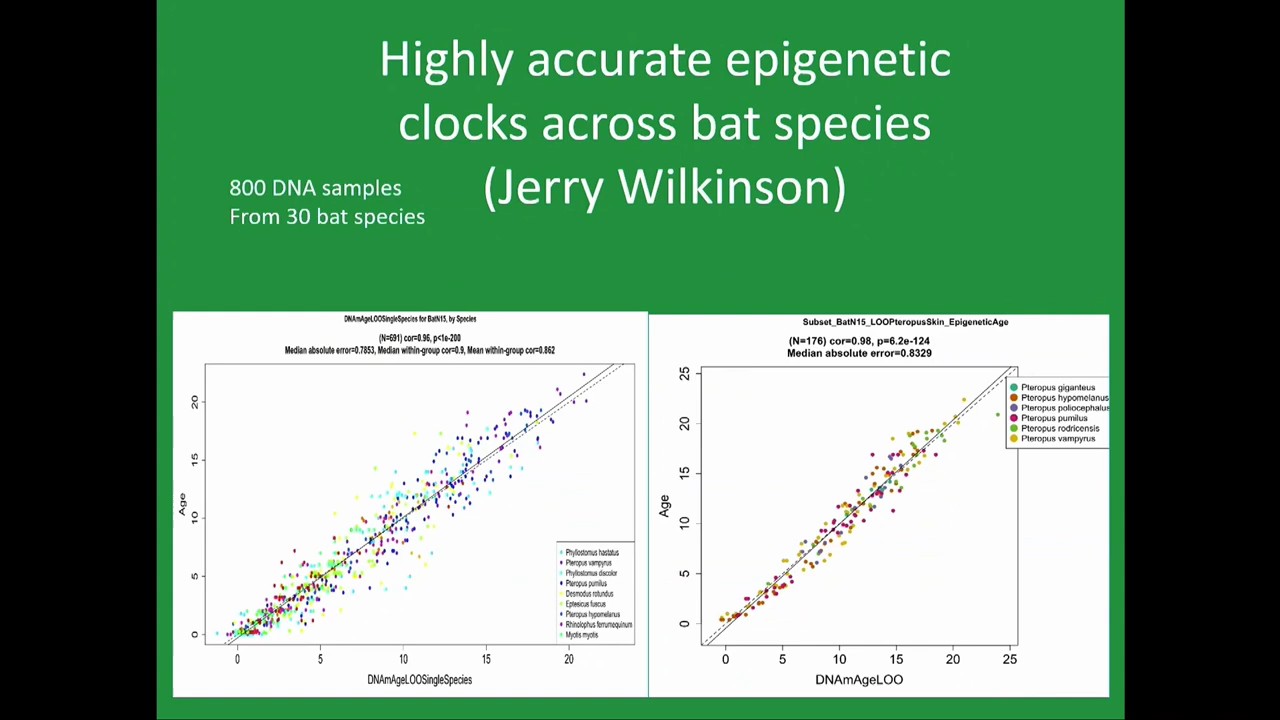 Highly accurate epigenetic
clocks across bat species
(Jerry Wilkinson)
800 DNA samples
From 30 bat species
DNAmAgeLOOSingleSpecies for BatN15, by Species
(N=691) cor=0.96, p<1e-200
Median absolute error=0.7853, Median within-group cor=0.9, Mean within-group cor=0.862
Age
20
15
10
5
0
0 5 10 15 20
DNAmAgeLOOSingleSpecies
Phyllostomus hastatus
Pteropus vampyrus
Phyllostomus discolor
Pteropus pumilus
Desmodus rotundus
Eptesicus fuscus
Pteropus hypomelanus
Rhinolophus ferrumequinum
Myotis myotis
Subset_BatN15_LOOPteropusSkin_EpigeneticAge
(N=176) cor=0.98, p=6.2e-124
Median absolute error=0.8329
Age
25
20
15
10
5
0
0 5 10 15 20 25
DNAmAgeLOO
Pteropus giganteus
Pteropus hypomelanus
Pteropus poliocephalus
Pteropus pumilus
Pteropus rodricensis
Pteropus vampyrus